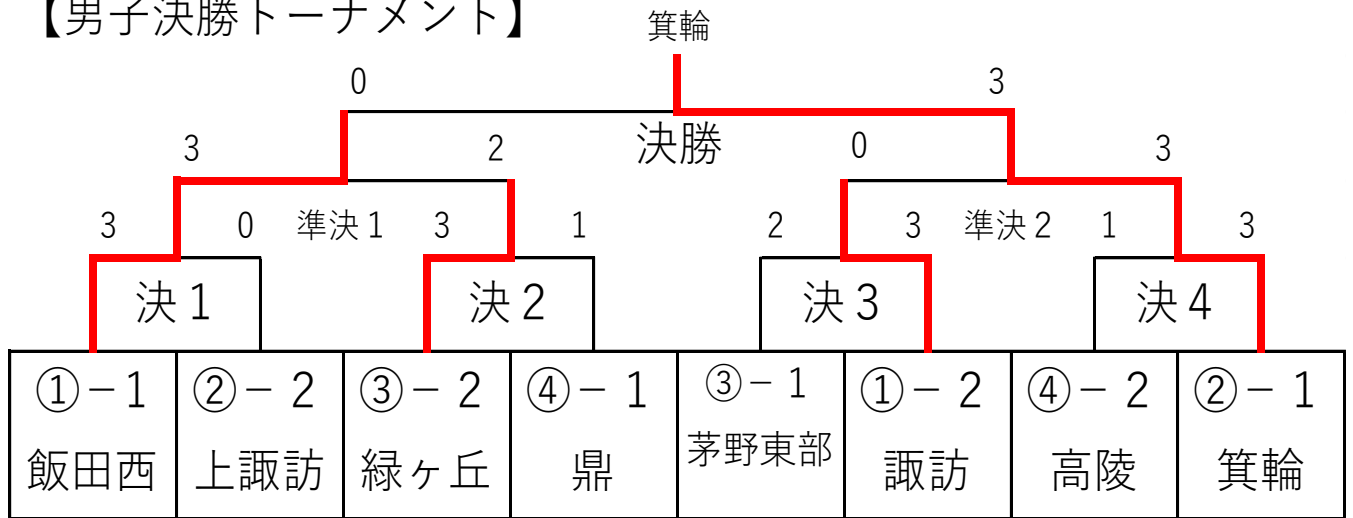 【男子決勝トーナメント】
箕輪
0 3
決勝
3 2 0 3
準決１ 準決２
3 0 3 1 2 3 1 3
決１ 決２ 決３ 決４
①－１ ②－２ ③－２ ④－１ ③－１ ①－２ ④－２ ②－１
飯田西 上諏訪 緑ヶ丘 鼎 茅野東部 諏訪 高陵 箕輪